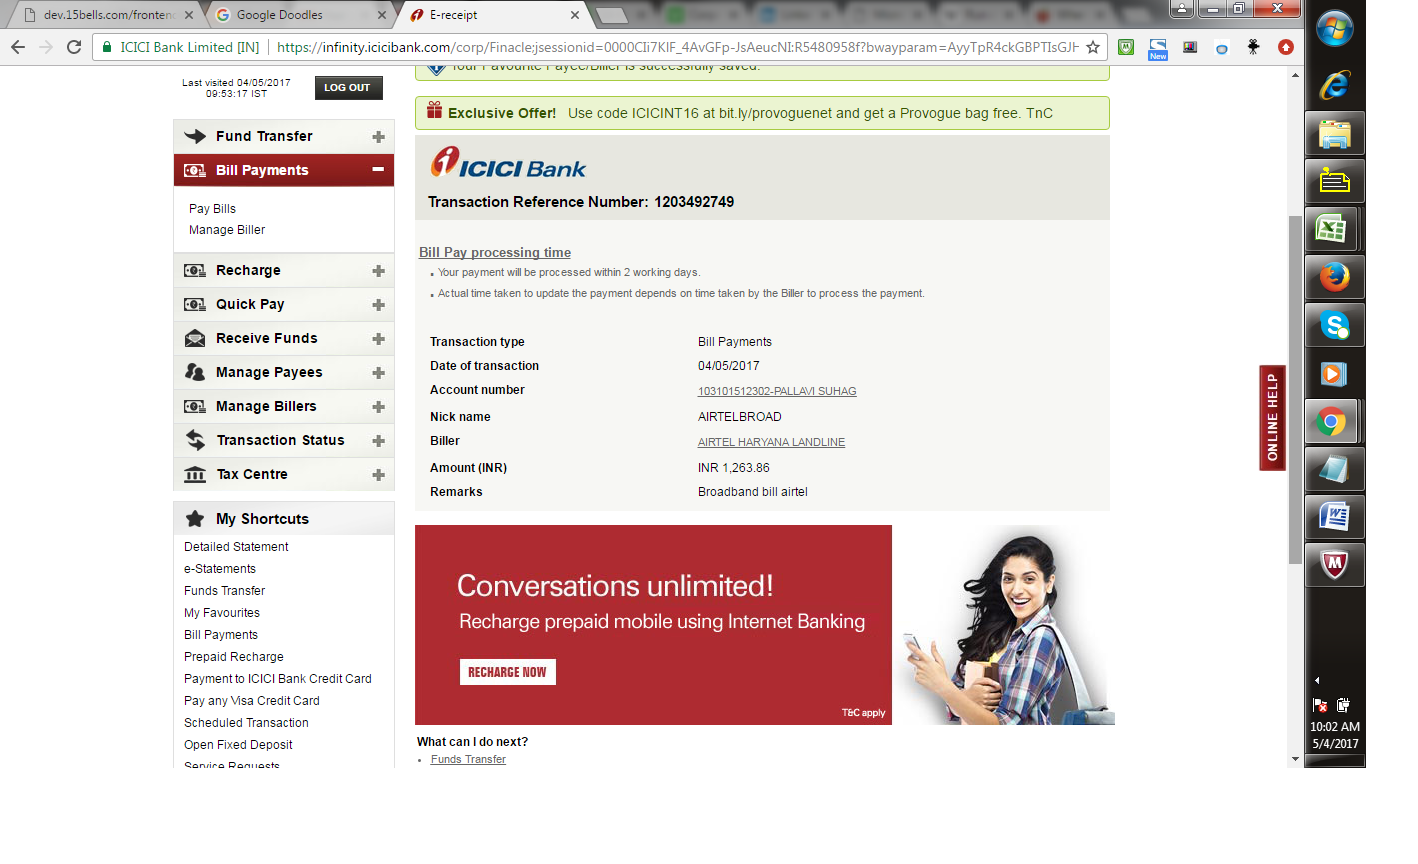 dev.15bells.com/fronten
Google Doodles
E-receipt
ICICI Bank Limited [IN]
https://infinity.icicibank.com/corp/Finacle;jsessionid=0000CIi7KIF_4AvGFp-JsAeucNI:R5480958f?bwayparam=AyyTpR4ckGBPTIsGJH
New
Last visited 04/05/2017
09:53:17 IST
LOG OUT
Your Favourite Payee/Biller is successfully saved.
Exclusive Offer! Use code ICICINT16 at bit.ly/provoguenet and get a Provogue bag free. TnC
Fund Transfer
Bill Payments
Pay Bills
Manage Biller
Recharge
Quick Pay
Receive Funds
Manage Payees
Manage Billers
Transaction Status
Tax Centre
My Shortcuts
Detailed Statement
e-Statements
Funds Transfer
My Favourites
Bill Payments
Prepaid Recharge
Payment to ICICI Bank Credit Card
Pay any Visa Credit Card
Scheduled Transaction
Open Fixed Deposit
Service Requests
ICICI Bank
Transaction Reference Number: 1203492749
Bill Pay processing time
Your payment will be processed within 2 working days.
Actual time taken to update the payment depends on time taken by the Biller to process the payment.
Transaction type Bill Payments
Date of transaction 04/05/2017
Account number 103101512302-PALLAVI SUHAG
Nick name AIRTELBROAD
Biller AIRTEL HARYANA LANDLINE
Amount (INR) INR 1,263.86
Remarks Broadband bill airtel
Conversations unlimited!
Recharge prepaid mobile using Internet Banking
RECHARGE NOW
T&C apply
What can I do next?
Funds Transfer
ONLINE HELP
10:02 AM
5/4/2017